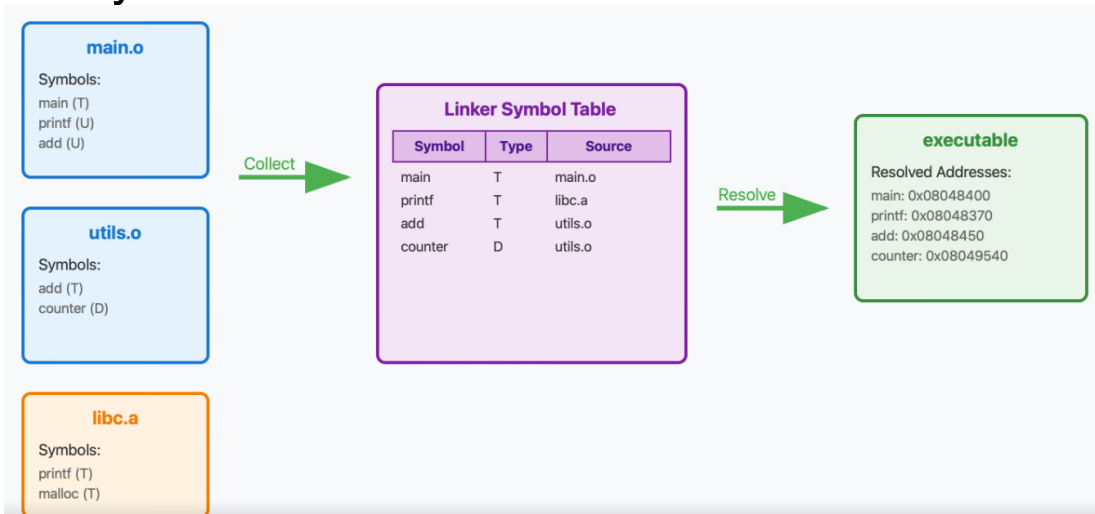 main.o
Symbols:
main (T)
printf (U)
add (U)
utils.o
Symbols:
add (T)
counter (D)
libc.a
Symbols:
printf (T)
malloc (T)
Collect
Linker Symbol Table
Symbol Type Source
main T main.o
printf T libc.a
add T utils.o
counter D utils.o
Resolve
executable
Resolved Addresses:
main: 0x08048400
printf: 0x08048370
add: 0x08048450
counter: 0x08049540